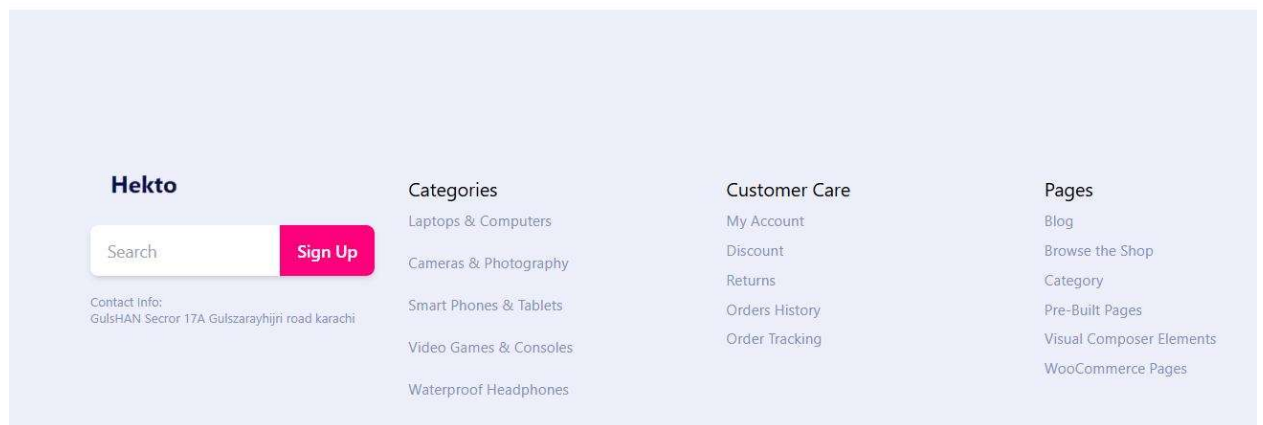 Hekto
Search
Sign Up
Contact Info:
GulsHAN Secror 17A Gulszarayhijri road karachi
Categories
Laptops & Computers
Cameras & Photography
Smart Phones & Tablets
Video Games & Consoles
Waterproof Headphones
Customer Care
My Account
Discount
Returns
Orders History
Order Tracking
Pages
Blog
Browse the Shop
Category
Pre-Built Pages
Visual Composer Elements
WooCommerce Pages